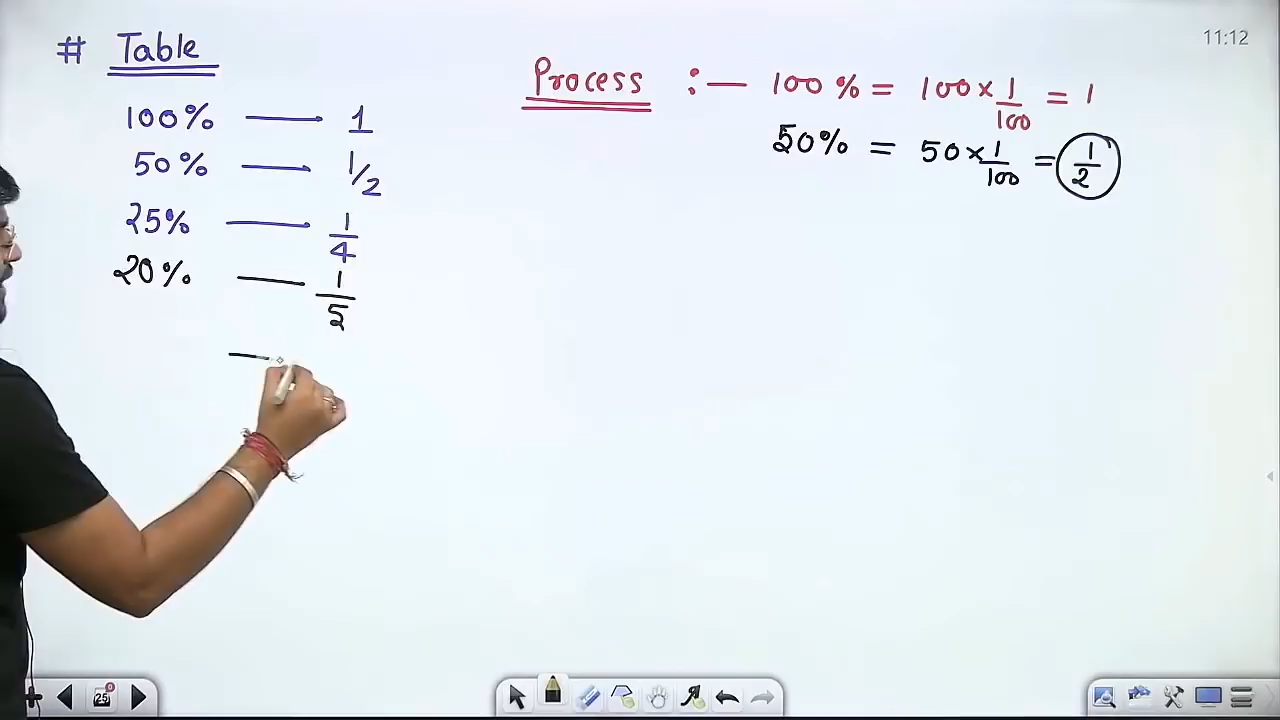 # Table
100% — 1
50% — 1/2
25% — 1/4
20% — 1/5
Process :— 100% = 100 × 1/100 = 1
50% = 50 × 1/100 = 1/2
11:12
25